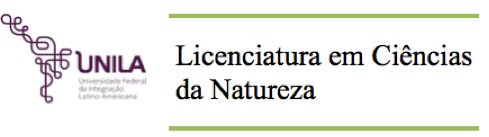 UNILA
Universidade Federal
da Integração
Latino-Americana
Licenciatura em Ciências
da Natureza